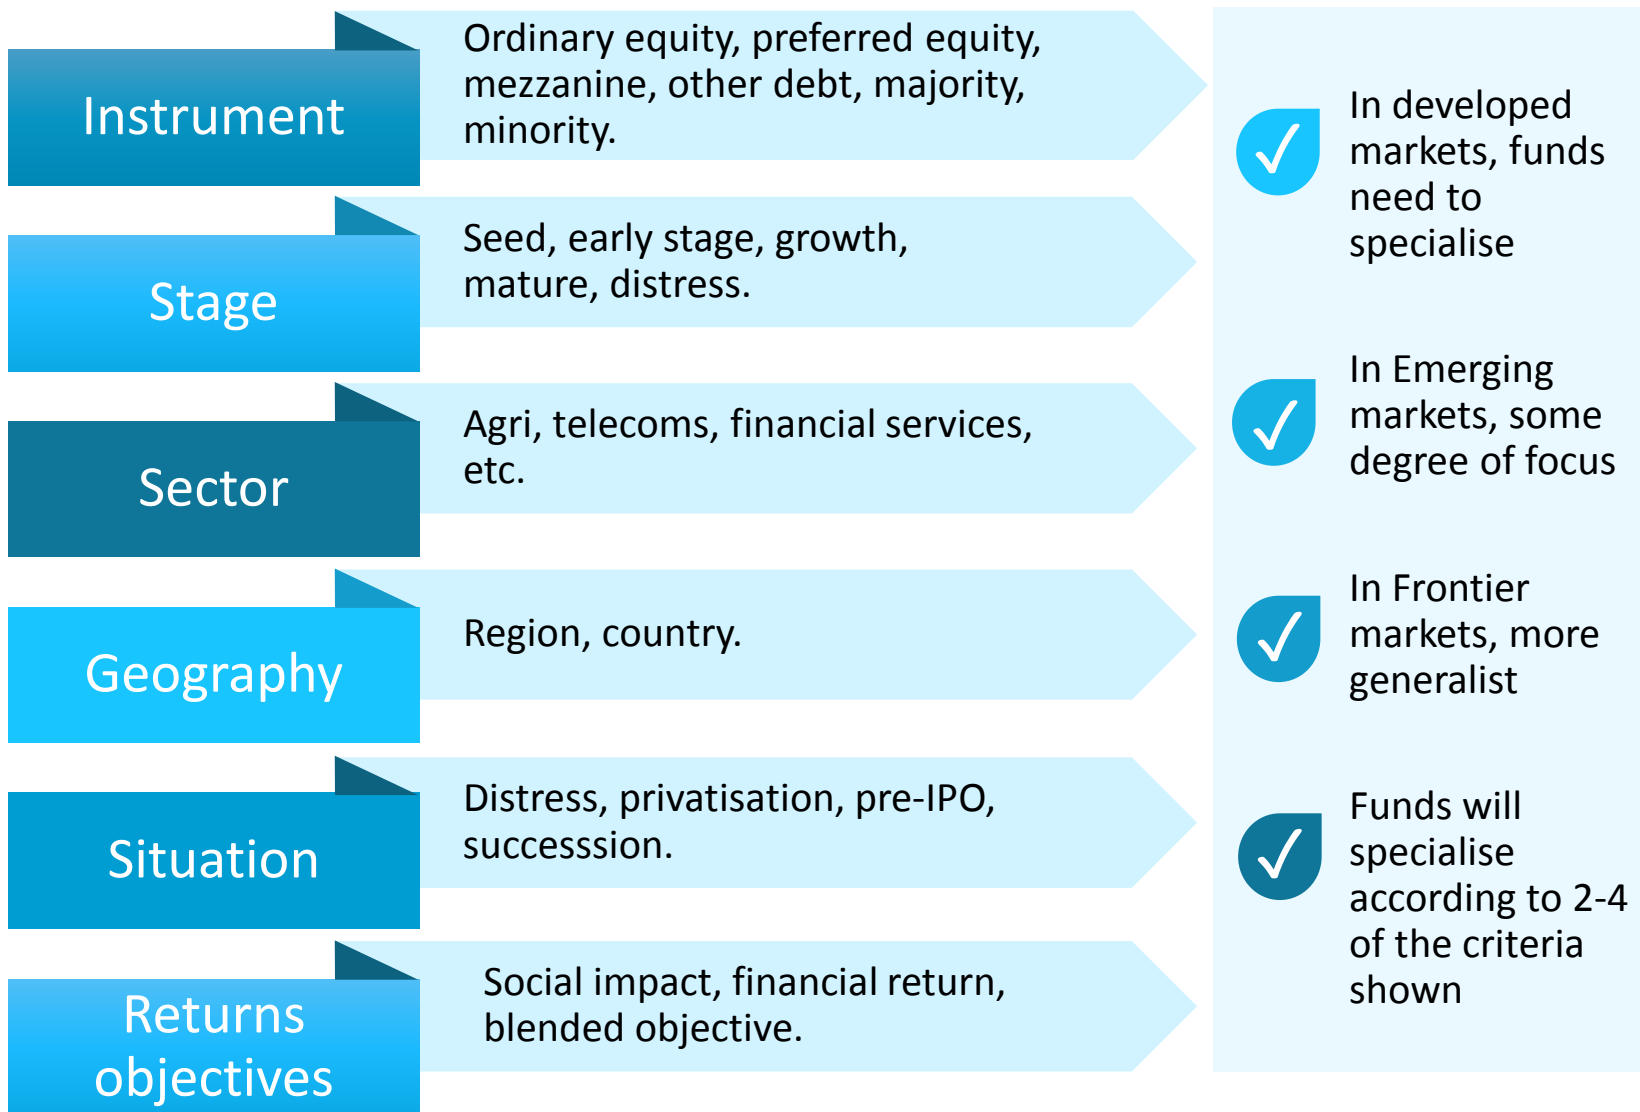 Instrument
Ordinary equity, preferred equity,
mezzanine, other debt, majority,
minority.
Stage
Seed, early stage, growth,
mature, distress.
Sector
Agri, telecoms, financial services,
etc.
Geography
Region, country.
Situation
Distress, privatisation, pre-IPO,
successsion.
Returns
objectives
Social impact, financial return,
blended objective.
In developed
markets, funds
need to
specialise
In Emerging
markets, some
degree of focus
In Frontier
markets, more
generalist
Funds will
specialise
according to 2-4
of the criteria
shown